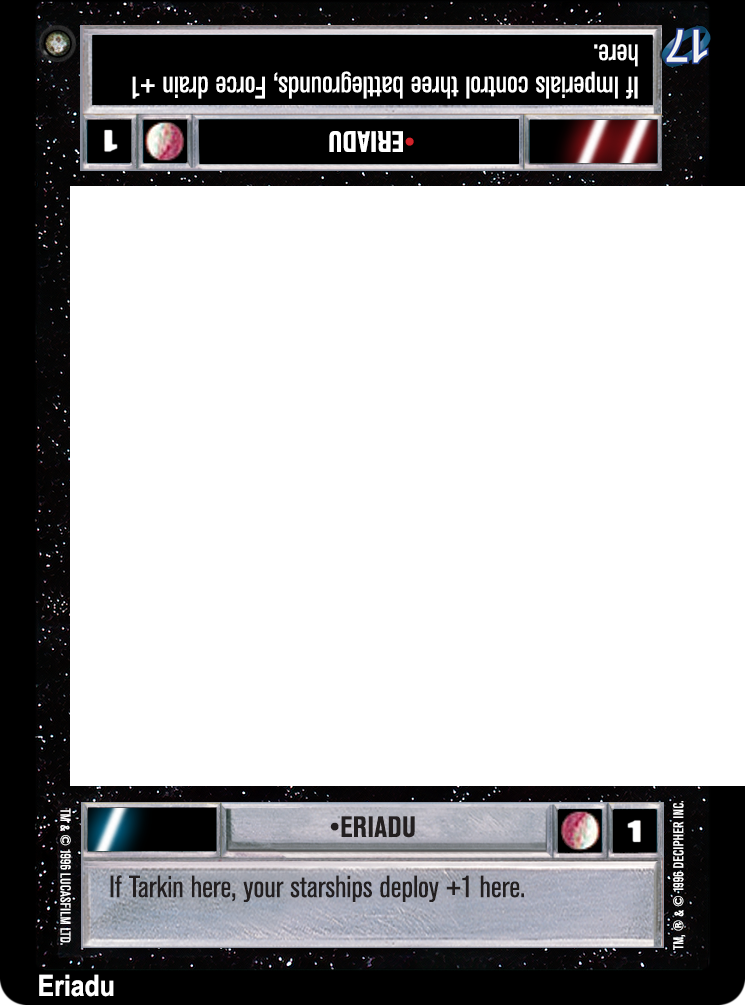 17
If Imperials control three battlegrounds, Force drain +1
here.
•ERIADU
1
•ERIADU
1
If Tarkin here, your starships deploy +1 here.
TM & © 1996 LUCASFILM LTD.
TM, ® & © 1996 DECIPHER INC.
Eriadu